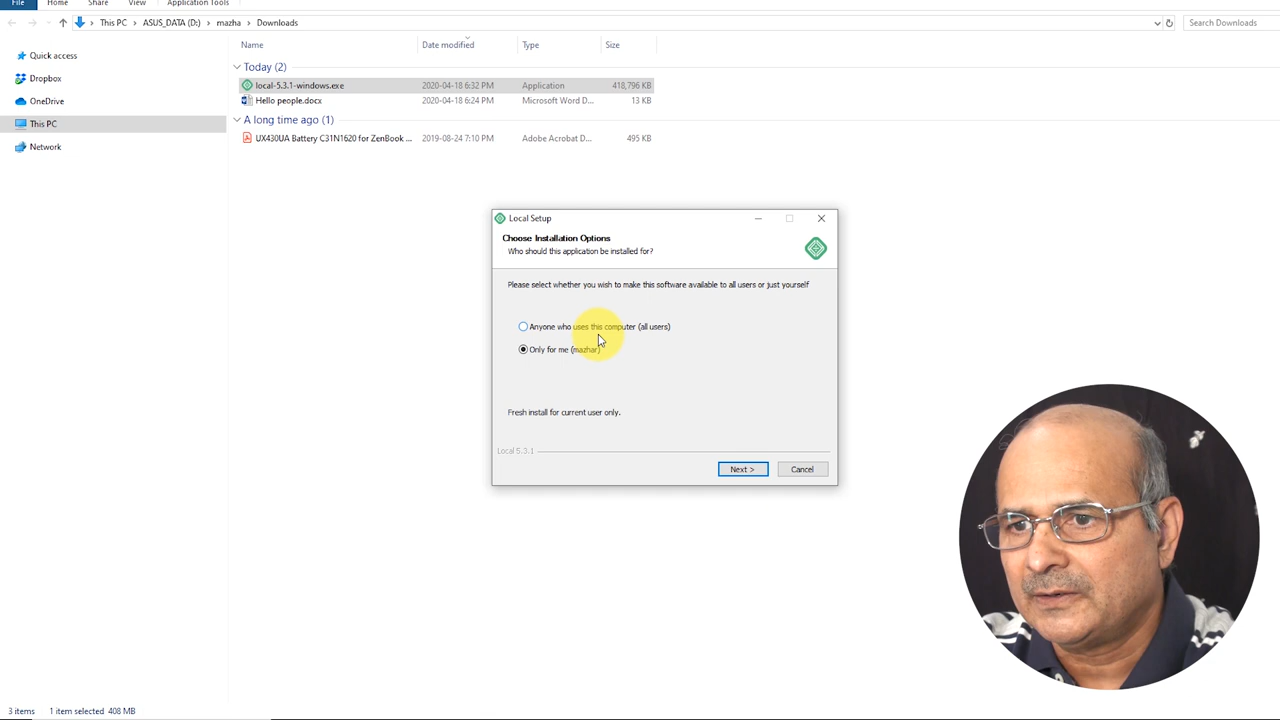 File Home Share View Application Tools
This PC > ASUS_DATA (D:) > mazha > Downloads
Search Downloads
Quick access
Dropbox
OneDrive
This PC
Network
Name Date modified Type Size
Today (2)
local-5.3.1-windows.exe 2020-04-18 6:32 PM Application 418,796 KB
Hello people.docx 2020-04-18 6:24 PM Microsoft Word D... 13 KB
A long time ago (1)
UX430UA Battery C31N1620 for ZenBook ... 2019-08-24 7:10 PM Adobe Acrobat D... 495 KB
Local Setup
Choose Installation Options
Who should this application be installed for?
Please select whether you wish to make this software available to all users or just yourself
Anyone who uses this computer (all users)
Only for me (mazhar)
Fresh install for current user only.
Local 5.3.1
Next > Cancel
3 items 1 item selected 408 MB